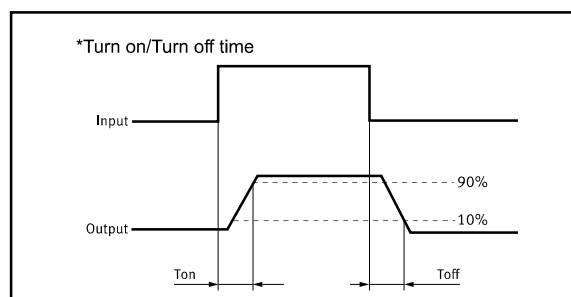 *Turn on/Turn off time
Input
90%
10%
Output
Ton
Toff